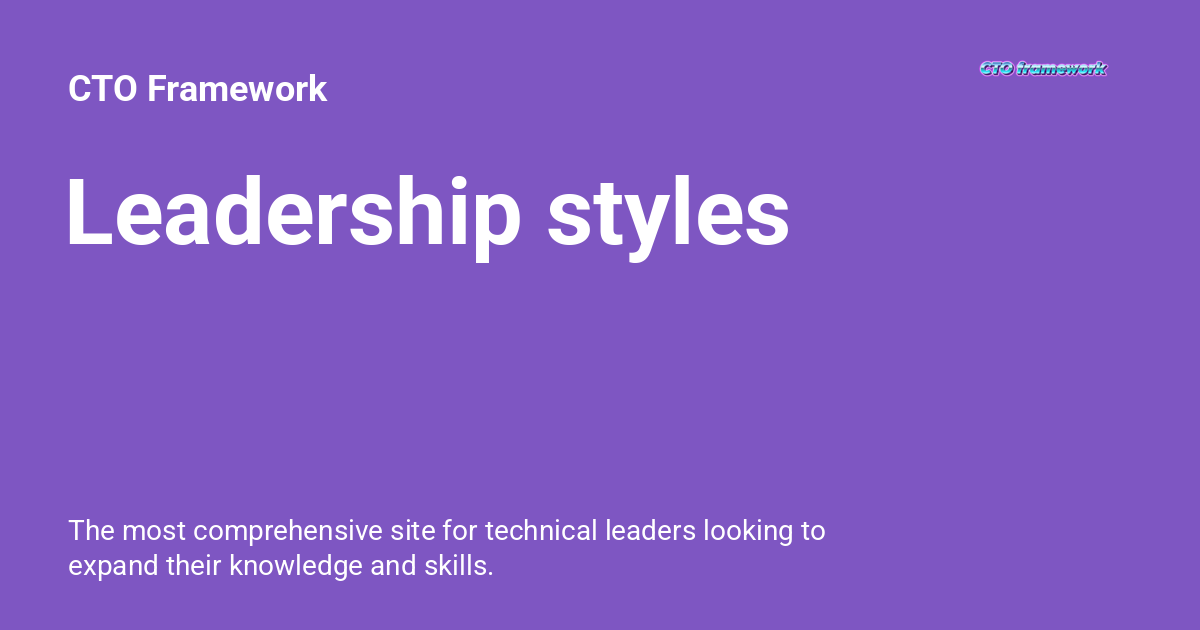 CTO Framework
CTO framework
Leadership styles
The most comprehensive site for technical leaders looking to
expand their knowledge and skills.